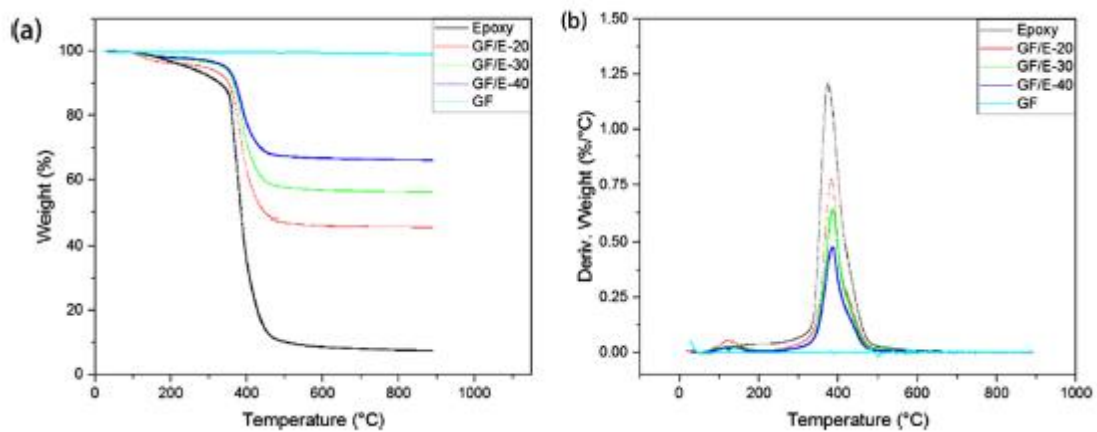 (a)
Weight (%)
100
80
60
40
20
0
0
200
400
600
800
1000
Temperature (°C)
Epoxy
GF/E-20
GF/E-30
GF/E-40
GF
(b)
Deriv. Weight (%/°C)
1.50
1.25
1.00
0.75
0.50
0.25
0.00
0
200
400
600
800
1000
Temperature (°C)
Epoxy
GF/E-20
GF/E-30
GF/E-40
GF